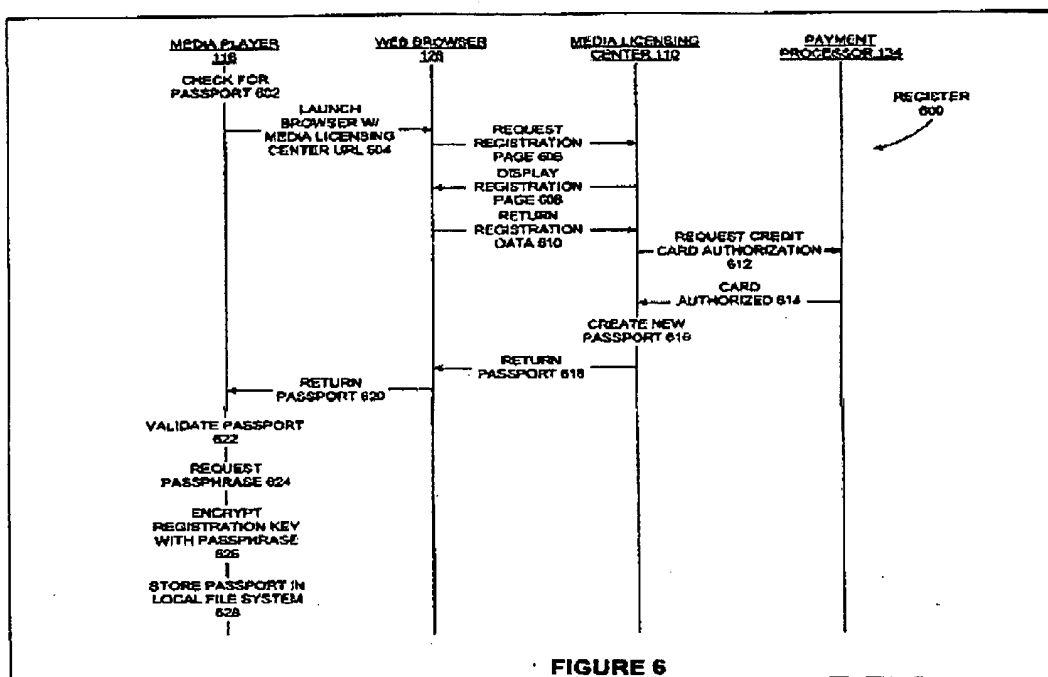 MEDIA PLAYER
116
WEB BROWSER
128
MEDIA LICENSING
CENTER 110
PAYMENT
PROCESSOR 134
CHECK FOR
PASSPORT 602
REGISTER
600
LAUNCH
BROWSER W/
MEDIA LICENSING
CENTER URL 604
REQUEST
REGISTRATION
PAGE 606
DISPLAY
REGISTRATION
PAGE 608
RETURN
REGISTRATION
DATA 610
REQUEST CREDIT
CARD AUTHORIZATION
612
CARD
AUTHORIZED 614
CREATE NEW
PASSPORT 616
RETURN
PASSPORT 618
RETURN
PASSPORT 620
VALIDATE PASSPORT
622
REQUEST
PASSPHRASE 624
ENCRYPT
REGISTRATION KEY
WITH PASSPHRASE
626
STORE PASSPORT IN
LOCAL FILE SYSTEM
628
FIGURE 6